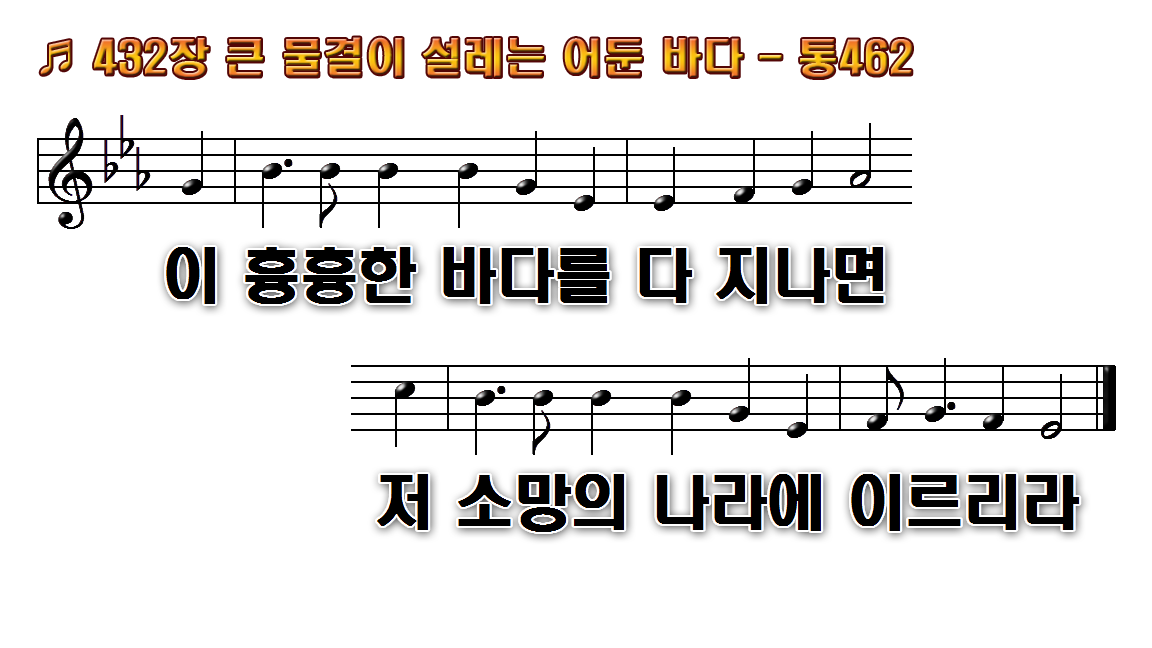 ♬ 432장 큰 물결이 설레는 어둔 바다 - 통462
이 흉흉한 바다를 다 지나면
저 소망의 나라에 이르리라